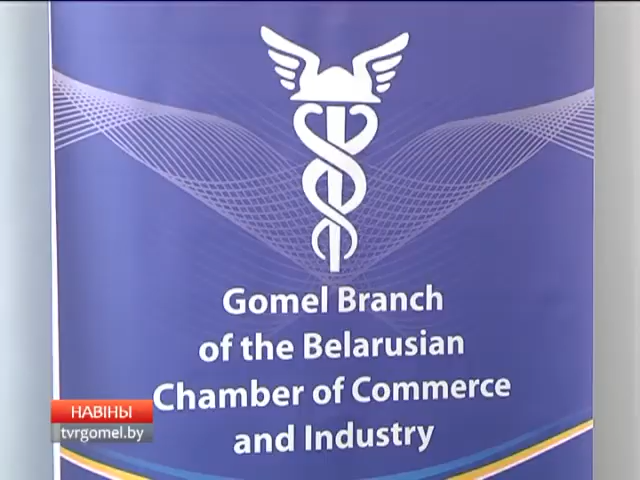 Gomel Branch
of the Belarusian
Chamber of Commerce
and Industry
НАВІНЫ
tvrgomel.by